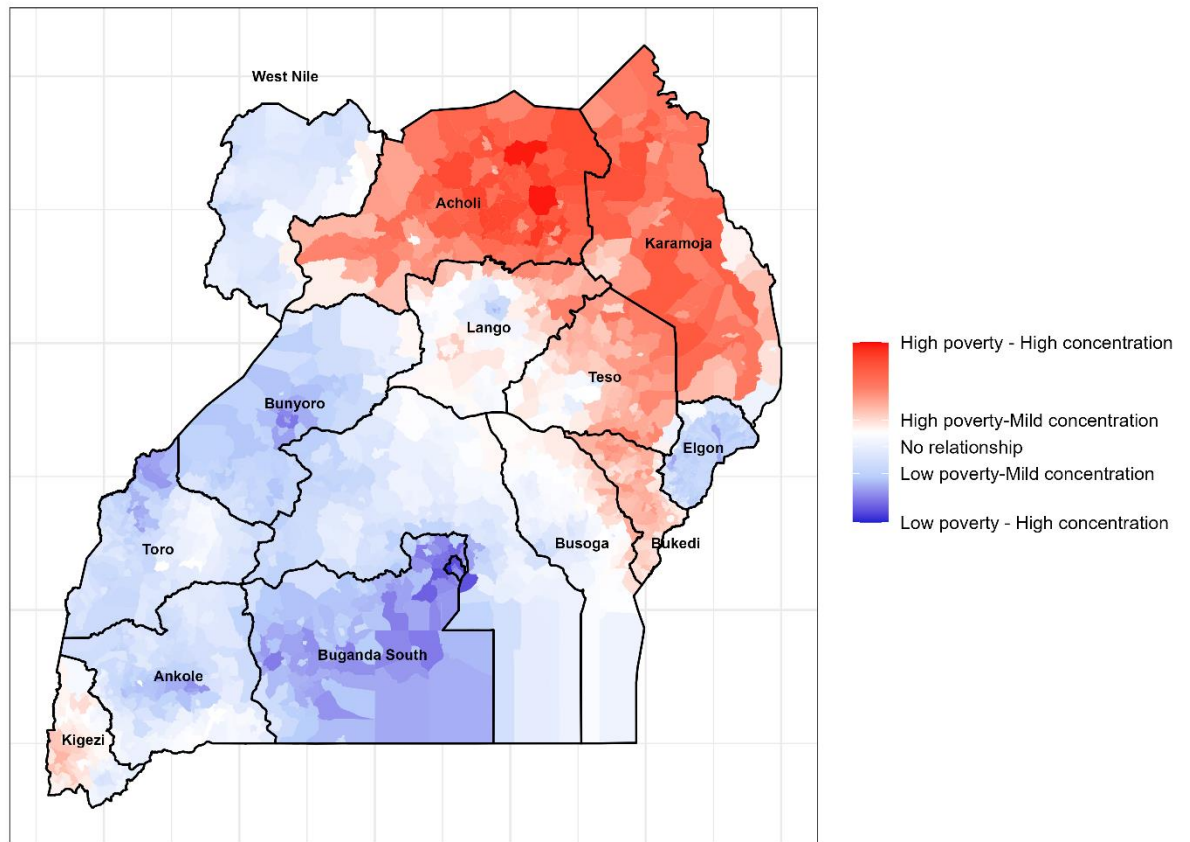 West Nile
Acholi
Karamoja
Lango
Teso
Bunyoro
Elgon
Toro
Busoga
Bukedi
Buganda South
Ankole
Kigezi
High poverty - High concentration
High poverty-Mild concentration
No relationship
Low poverty-Mild concentration
Low poverty - High concentration